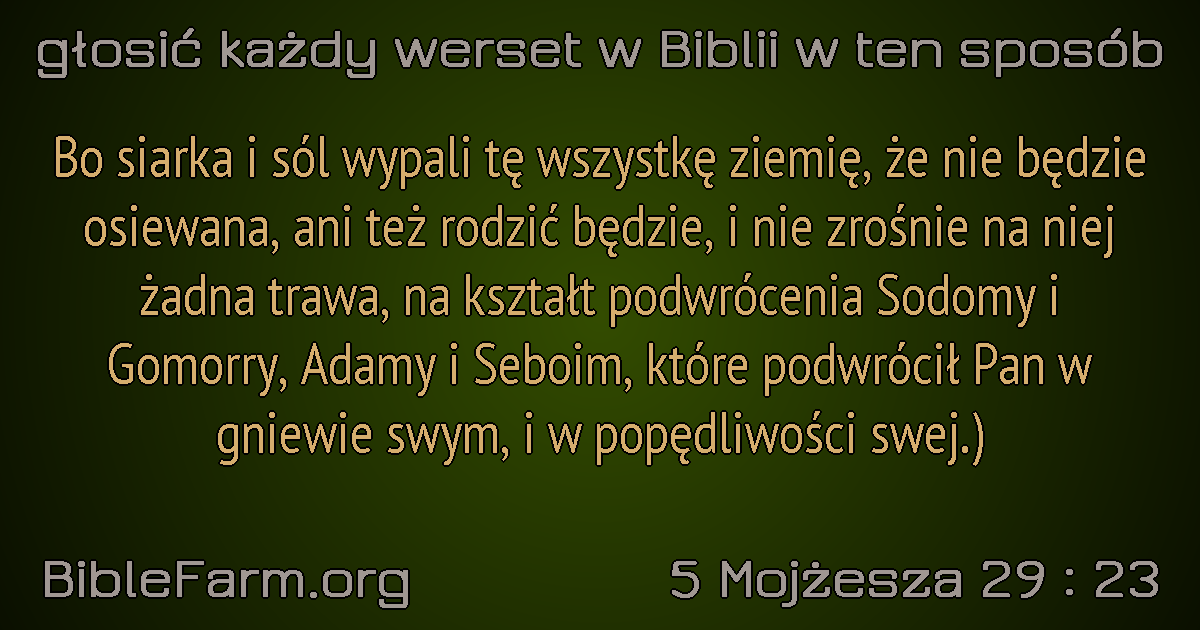 głosić każdy werset w Biblii w ten sposób
Bo siarka i sól wypali tę wszystkę ziemię, że nie będzie
osiewana, ani też rodzić będzie, i nie zrośnie na niej
żadna trawa, na kształt podwrócenia Sodomy i
Gomorry, Adamy i Seboim, które podwrócił Pan w
gniewie swym, i w popędliwości swej.)
BibleFarm.org
5 Mojżesza 29 : 23